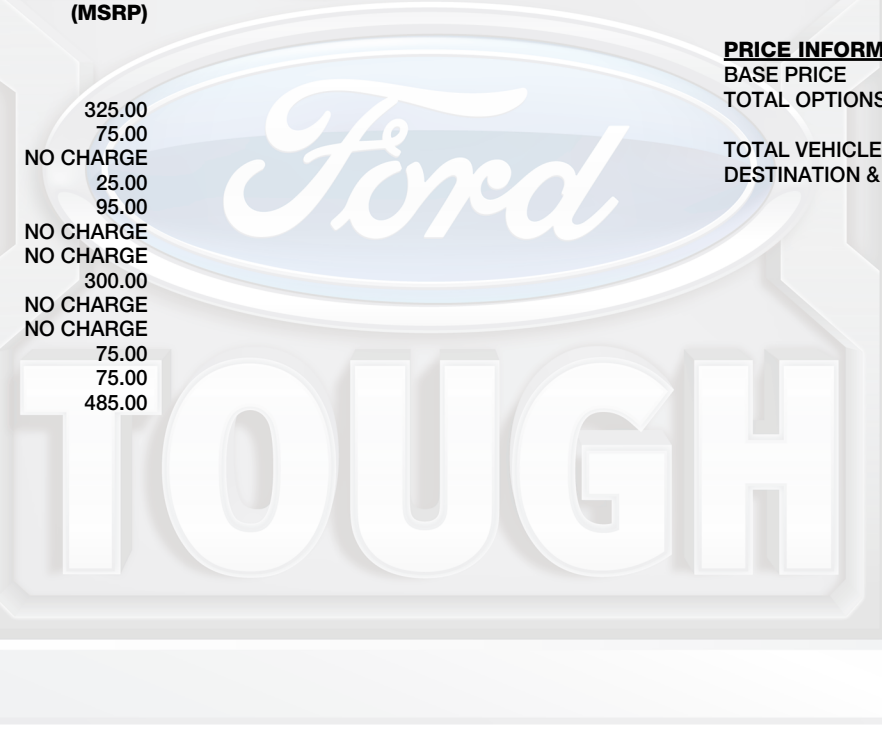 (MSRP)
325.00
75.00
NO CHARGE
25.00
95.00
NO CHARGE
NO CHARGE
300.00
NO CHARGE
NO CHARGE
75.00
75.00
485.00
PRICE INFORM
BASE PRICE
TOTAL OPTIONS
TOTAL VEHICLE
DESTINATION &
Ford
TOUGH